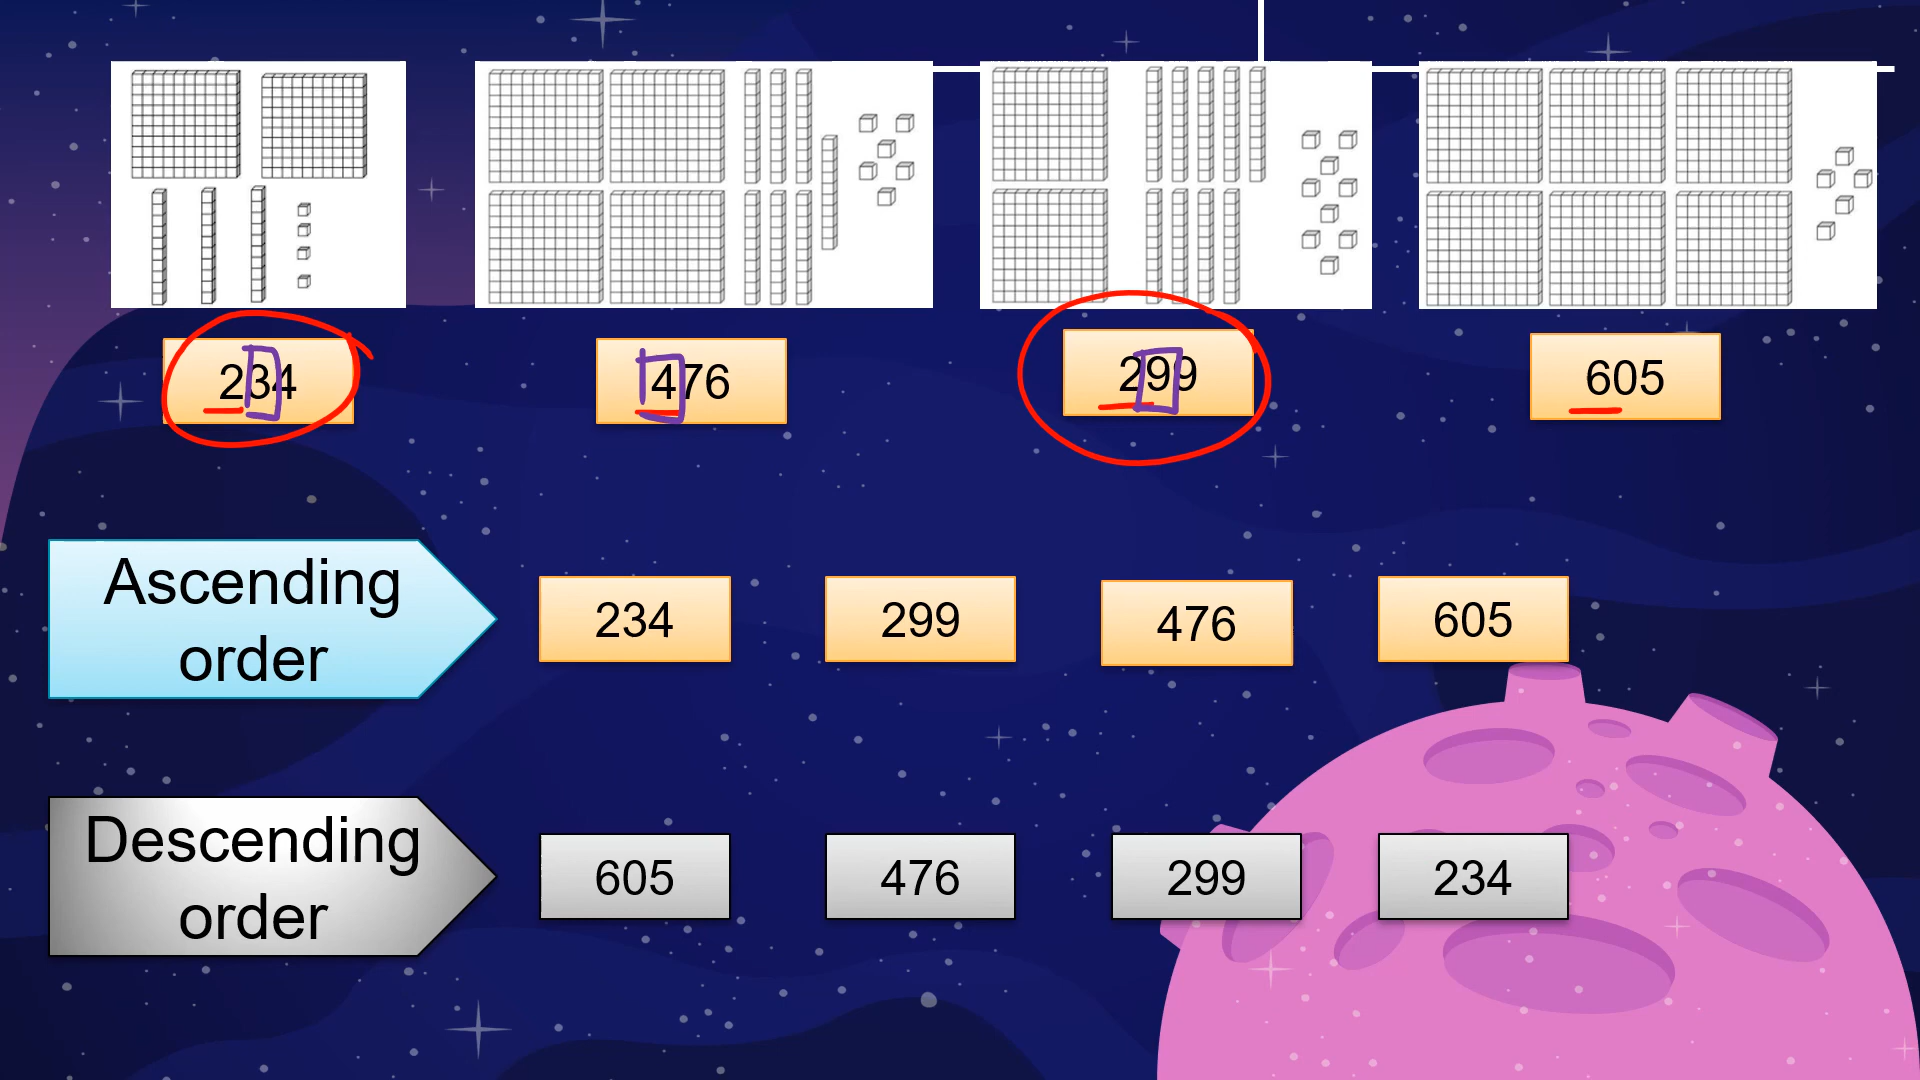 234 476 299 605
Ascending
order
234 299 476 605
Descending
order
605 476 299 234